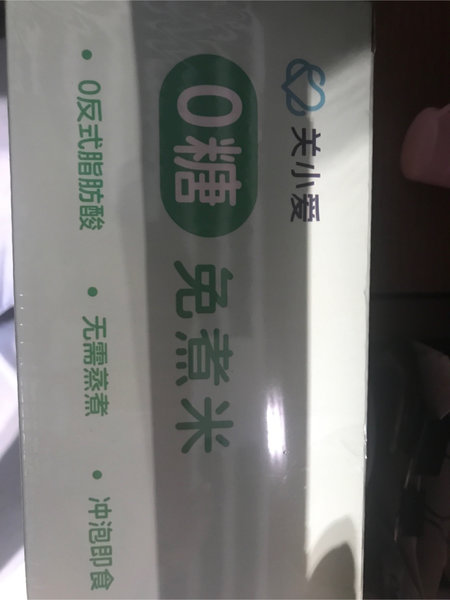 关小爱
0糖 免煮米
• 0反式脂肪酸 • 无需蒸煮 • 冲泡即食